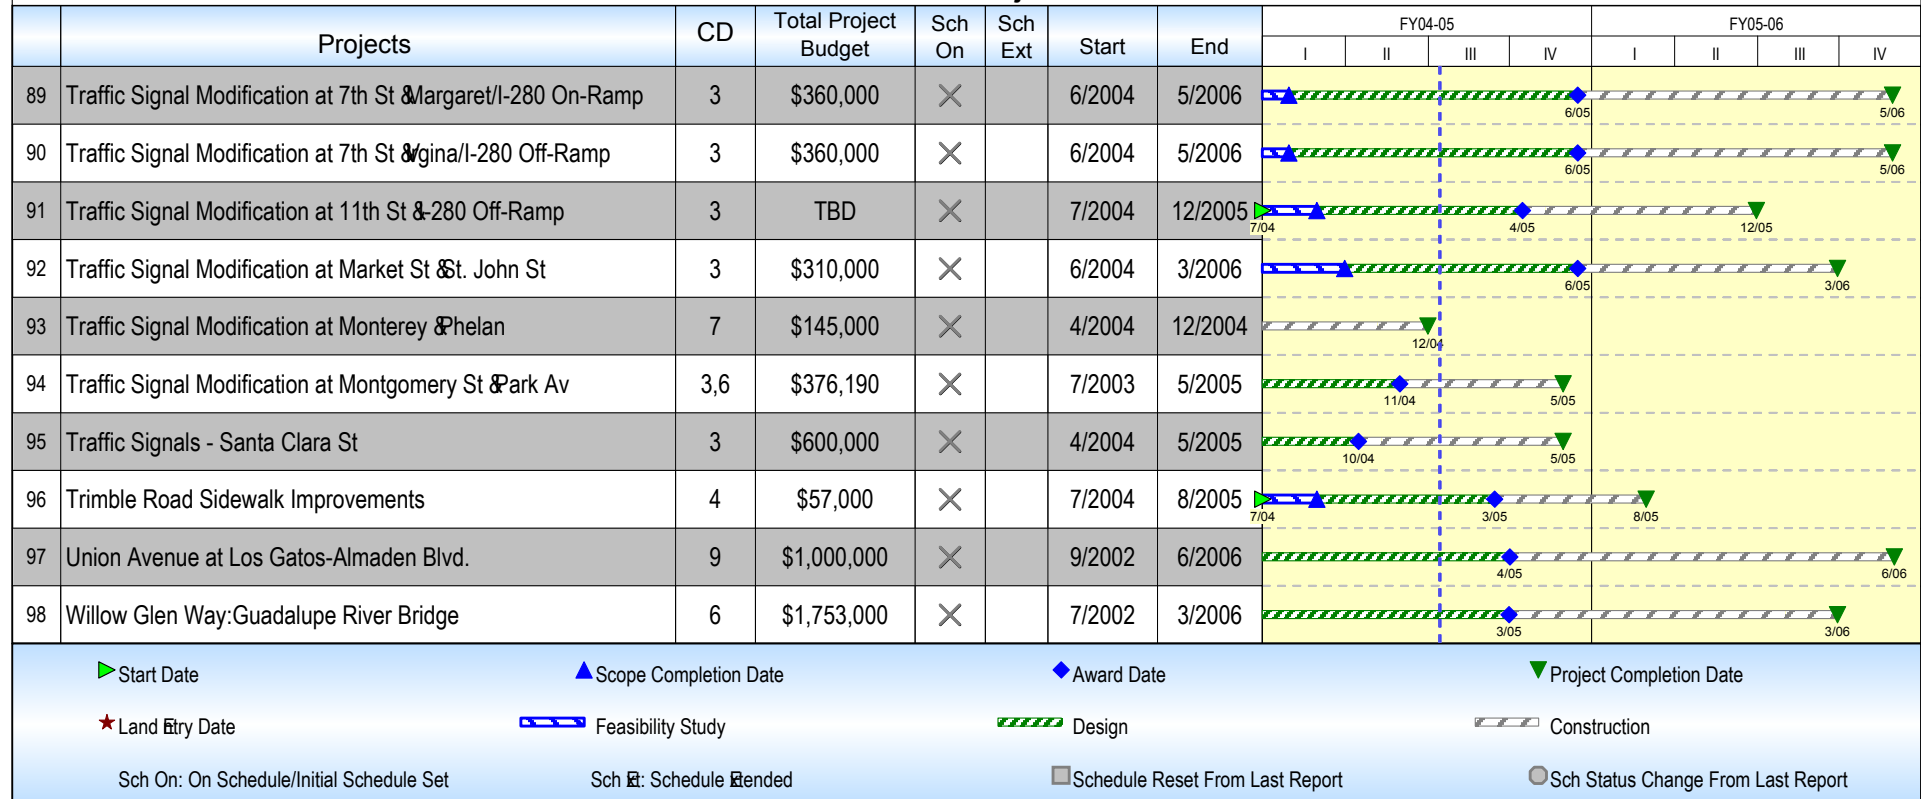 Projects CD Total Project Budget Sch On Sch Ext Start End FY04-05 FY05-06
I II III IV I II III IV
89 Traffic Signal Modification at 7th St &Margaret/I-280 On-Ramp 3 $360,000 6/2004 5/2006
6/05 5/06
90 Traffic Signal Modification at 7th St &Vgina/I-280 Off-Ramp 3 $360,000 6/2004 5/2006
6/05 5/06
91 Traffic Signal Modification at 11th St &I-280 Off-Ramp 3 TBD 7/2004 12/2005
7/04 4/05 12/05
92 Traffic Signal Modification at Market St &St. John St 3 $310,000 6/2004 3/2006
6/05 3/06
93 Traffic Signal Modification at Monterey &Phelan 7 $145,000 4/2004 12/2004
12/04
94 Traffic Signal Modification at Montgomery St &Park Av 3,6 $376,190 7/2003 5/2005
11/04 5/05
95 Traffic Signals - Santa Clara St 3 $600,000 4/2004 5/2005
10/04 5/05
96 Trimble Road Sidewalk Improvements 4 $57,000 7/2004 8/2005
7/04 3/05 8/05
97 Union Avenue at Los Gatos-Almaden Blvd. 9 $1,000,000 9/2002 6/2006
4/05 6/06
98 Willow Glen Way:Guadalupe River Bridge 6 $1,753,000 7/2002 3/2006
3/05 3/06
Start Date Scope Completion Date Award Date Project Completion Date
Land Etry Date Feasibility Study Design Construction
Sch On: On Schedule/Initial Schedule Set Sch Ext: Schedule Extended Schedule Reset From Last Report Sch Status Change From Last Report